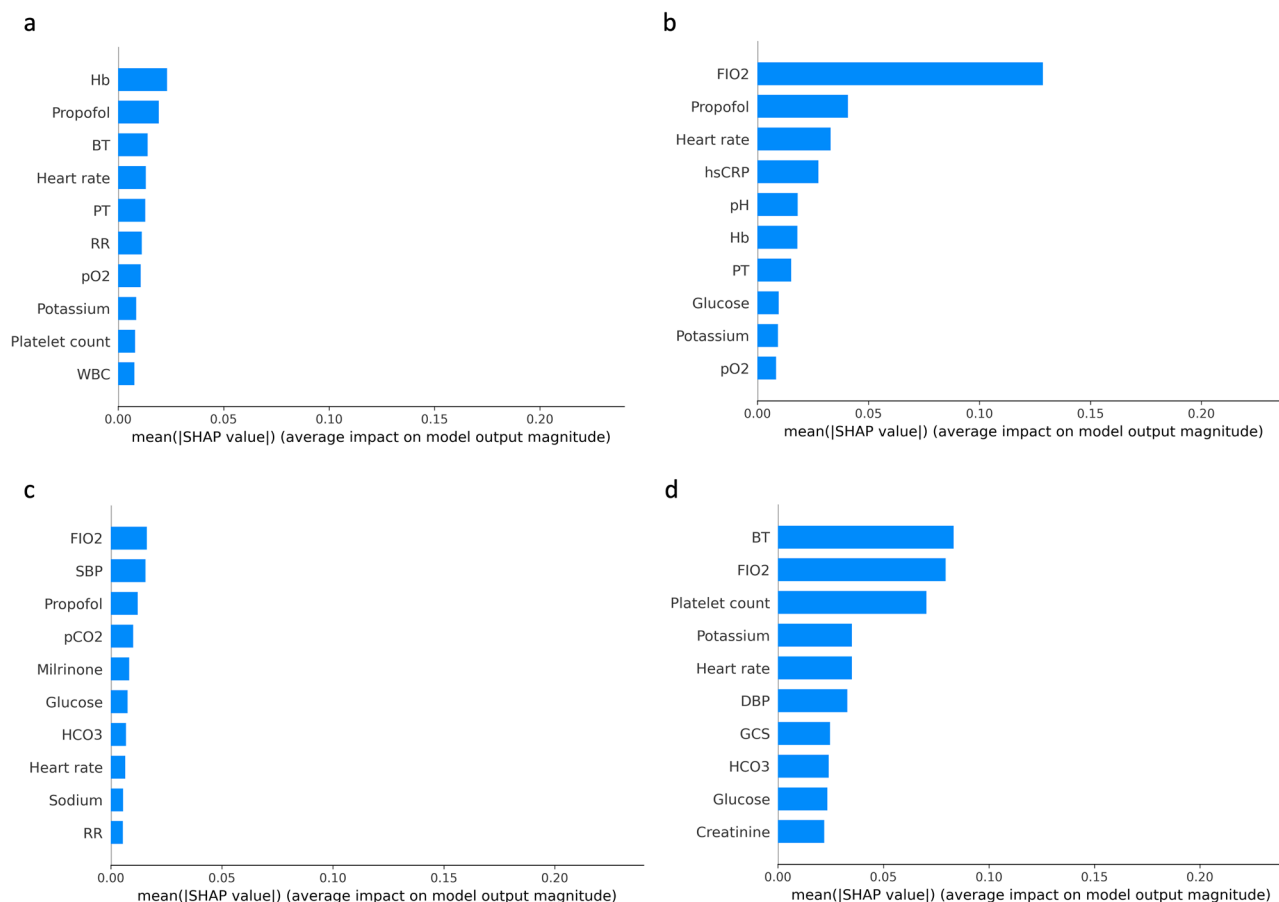 a
Hb
Propofol
BT
Heart rate
PT
RR
pO2
Potassium
Platelet count
WBC
0.00 0.05 0.10 0.15 0.20
mean(|SHAP value|) (average impact on model output magnitude)
b
FIO2
Propofol
Heart rate
hsCRP
pH
Hb
PT
Glucose
Potassium
pO2
0.00 0.05 0.10 0.15 0.20
mean(|SHAP value|) (average impact on model output magnitude)
c
FIO2
SBP
Propofol
pCO2
Milrinone
Glucose
HCO3
Heart rate
Sodium
RR
0.00 0.05 0.10 0.15 0.20
mean(|SHAP value|) (average impact on model output magnitude)
d
BT
FIO2
Platelet count
Potassium
Heart rate
DBP
GCS
HCO3
Glucose
Creatinine
0.00 0.05 0.10 0.15 0.20
mean(|SHAP value|) (average impact on model output magnitude)